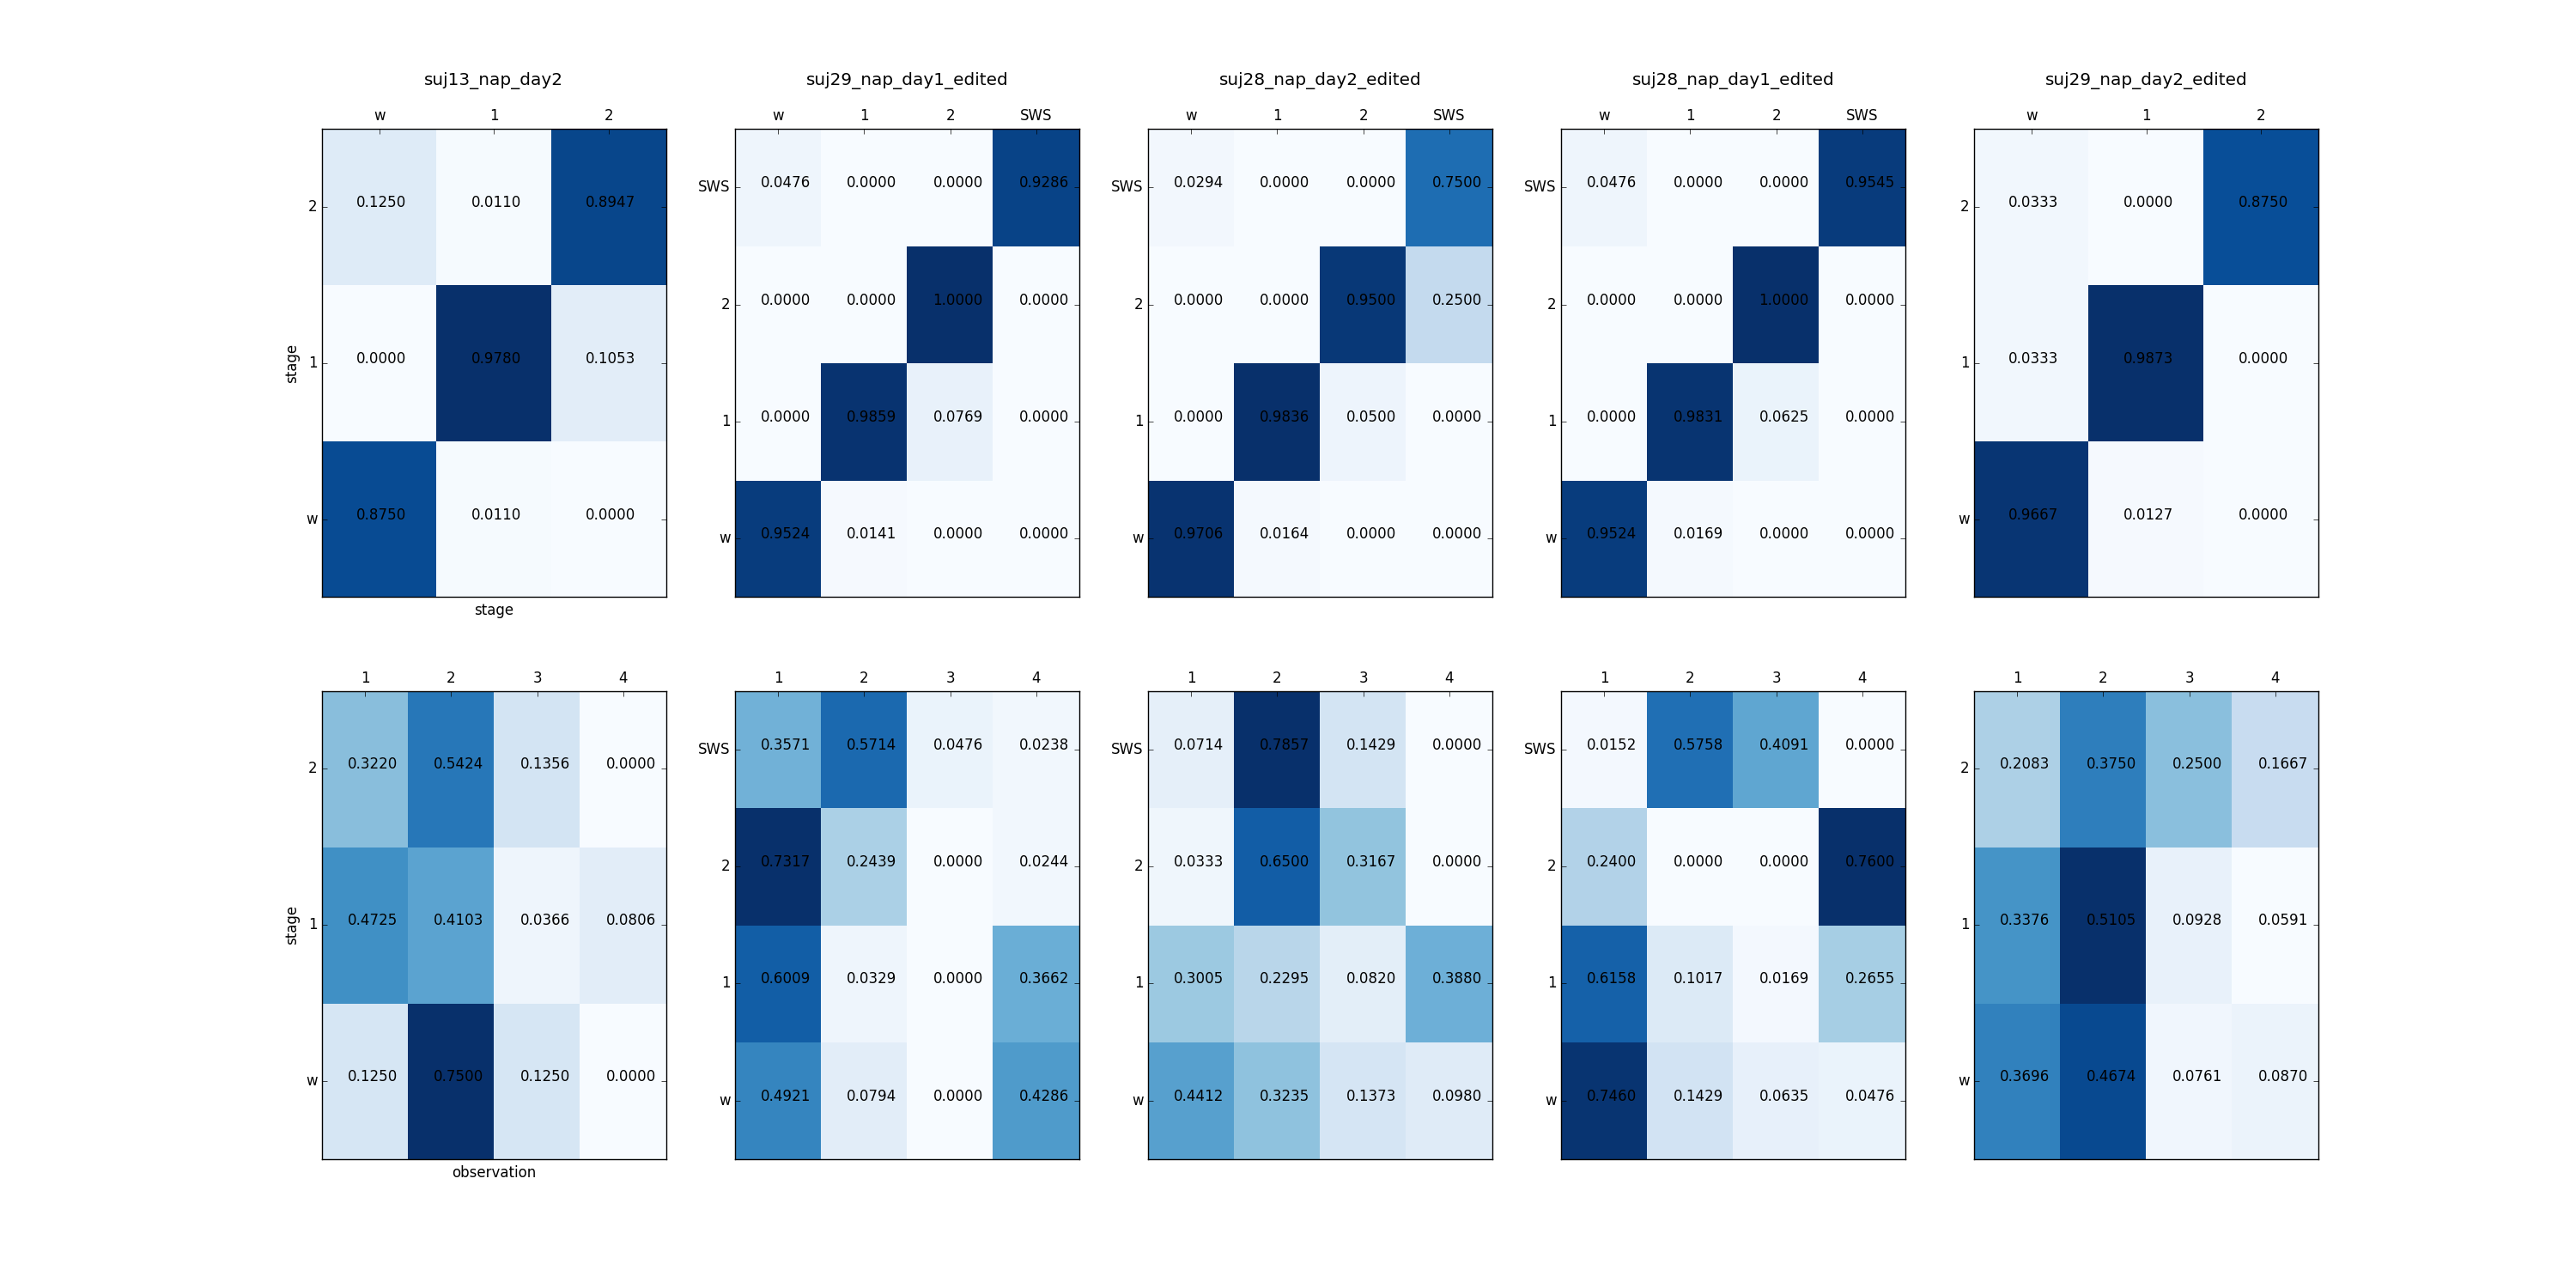 suj13_nap_day2 suj29_nap_day1_edited suj28_nap_day2_edited suj28_nap_day1_edited suj29_nap_day2_edited
w 1 2 w 1 2 SWS w 1 2 SWS w 1 2 SWS w 1 2
SWS 0.0476 0.0000 0.0000 0.9286 SWS 0.0294 0.0000 0.0000 0.7500 SWS 0.0476 0.0000 0.0000 0.9545
2 0.1250 0.0110 0.8947 2 0.0333 0.0000 0.8750
2 0.0000 0.0000 1.0000 0.0000 2 0.0000 0.0000 0.9500 0.2500 2 0.0000 0.0000 1.0000 0.0000
stage 1 0.0000 0.9780 0.1053 1 0.0333 0.9873 0.0000
1 0.0000 0.9859 0.0769 0.0000 1 0.0000 0.9836 0.0500 0.0000 1 0.0000 0.9831 0.0625 0.0000
w 0.8750 0.0110 0.0000 w 0.9667 0.0127 0.0000
w 0.9524 0.0141 0.0000 0.0000 w 0.9706 0.0164 0.0000 0.0000 w 0.9524 0.0169 0.0000 0.0000
stage
1 2 3 4 1 2 3 4 1 2 3 4 1 2 3 4 1 2 3 4
SWS 0.3571 0.5714 0.0476 0.0238 SWS 0.0714 0.7857 0.1429 0.0000 SWS 0.0152 0.5758 0.4091 0.0000
2 0.3220 0.5424 0.1356 0.0000 2 0.2083 0.3750 0.2500 0.1667
2 0.7317 0.2439 0.0000 0.0244 2 0.0333 0.6500 0.3167 0.0000 2 0.2400 0.0000 0.0000 0.7600
stage 1 0.4725 0.4103 0.0366 0.0806 1 0.3376 0.5105 0.0928 0.0591
1 0.6009 0.0329 0.0000 0.3662 1 0.3005 0.2295 0.0820 0.3880 1 0.6158 0.1017 0.0169 0.2655
w 0.1250 0.7500 0.1250 0.0000 w 0.3696 0.4674 0.0761 0.0870
w 0.4921 0.0794 0.0000 0.4286 w 0.4412 0.3235 0.1373 0.0980 w 0.7460 0.1429 0.0635 0.0476
observation